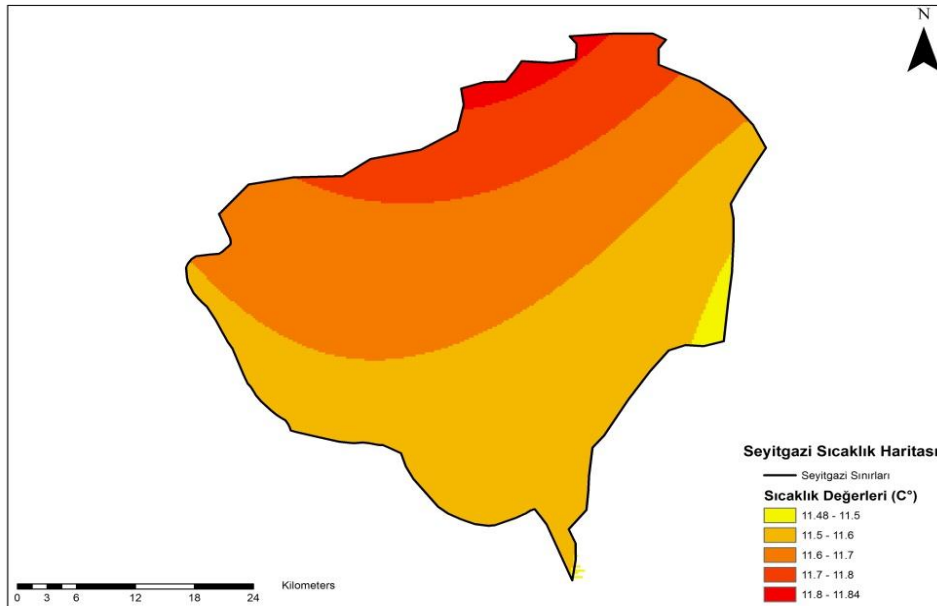 N
Seyitgazi Sıcaklık Haritası
Seyitgazi Sınırları
Sıcaklık Değerleri (C°)
11.48 - 11.5
11.5 - 11.6
11.6 - 11.7
11.7 - 11.8
11.8 - 11.84
Kilometers
0 3 6 12 18 24